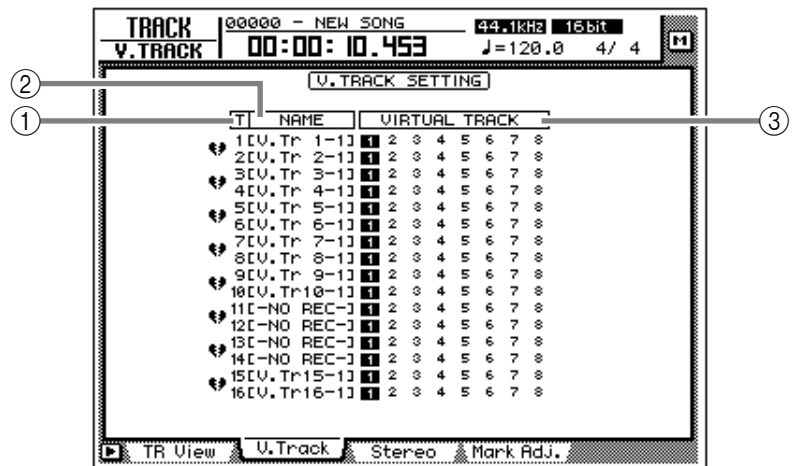 TRACK
V.TRACK
00000 - NEW SONG
00:00: 10.453
44.1kHz 16bit
♩=120.0 4/ 4
M
V.TRACK SETTING
②
①
③
T NAME VIRTUAL TRACK
1[V.Tr 1-1] 1 2 3 4 5 6 7 8
2[V.Tr 2-1] 1 2 3 4 5 6 7 8
3[V.Tr 3-1] 1 2 3 4 5 6 7 8
4[V.Tr 4-1] 1 2 3 4 5 6 7 8
5[V.Tr 5-1] 1 2 3 4 5 6 7 8
6[V.Tr 6-1] 1 2 3 4 5 6 7 8
7[V.Tr 7-1] 1 2 3 4 5 6 7 8
8[V.Tr 8-1] 1 2 3 4 5 6 7 8
9[V.Tr 9-1] 1 2 3 4 5 6 7 8
10[V.Tr10-1] 1 2 3 4 5 6 7 8
11[-NO REC-] 1 2 3 4 5 6 7 8
12[-NO REC-] 1 2 3 4 5 6 7 8
13[-NO REC-] 1 2 3 4 5 6 7 8
14[-NO REC-] 1 2 3 4 5 6 7 8
15[V.Tr15-1] 1 2 3 4 5 6 7 8
16[V.Tr16-1] 1 2 3 4 5 6 7 8
TR View V.Track Stereo Mark Adj.